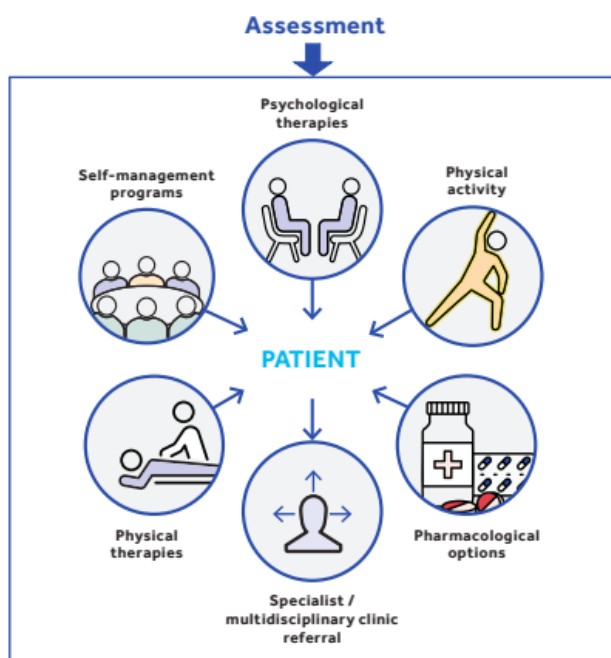 Assessment
Psychological
therapies
Self-management
programs
Physical
activity
PATIENT
Physical
therapies
Pharmacological
options
Specialist /
multidisciplinary clinic
referral